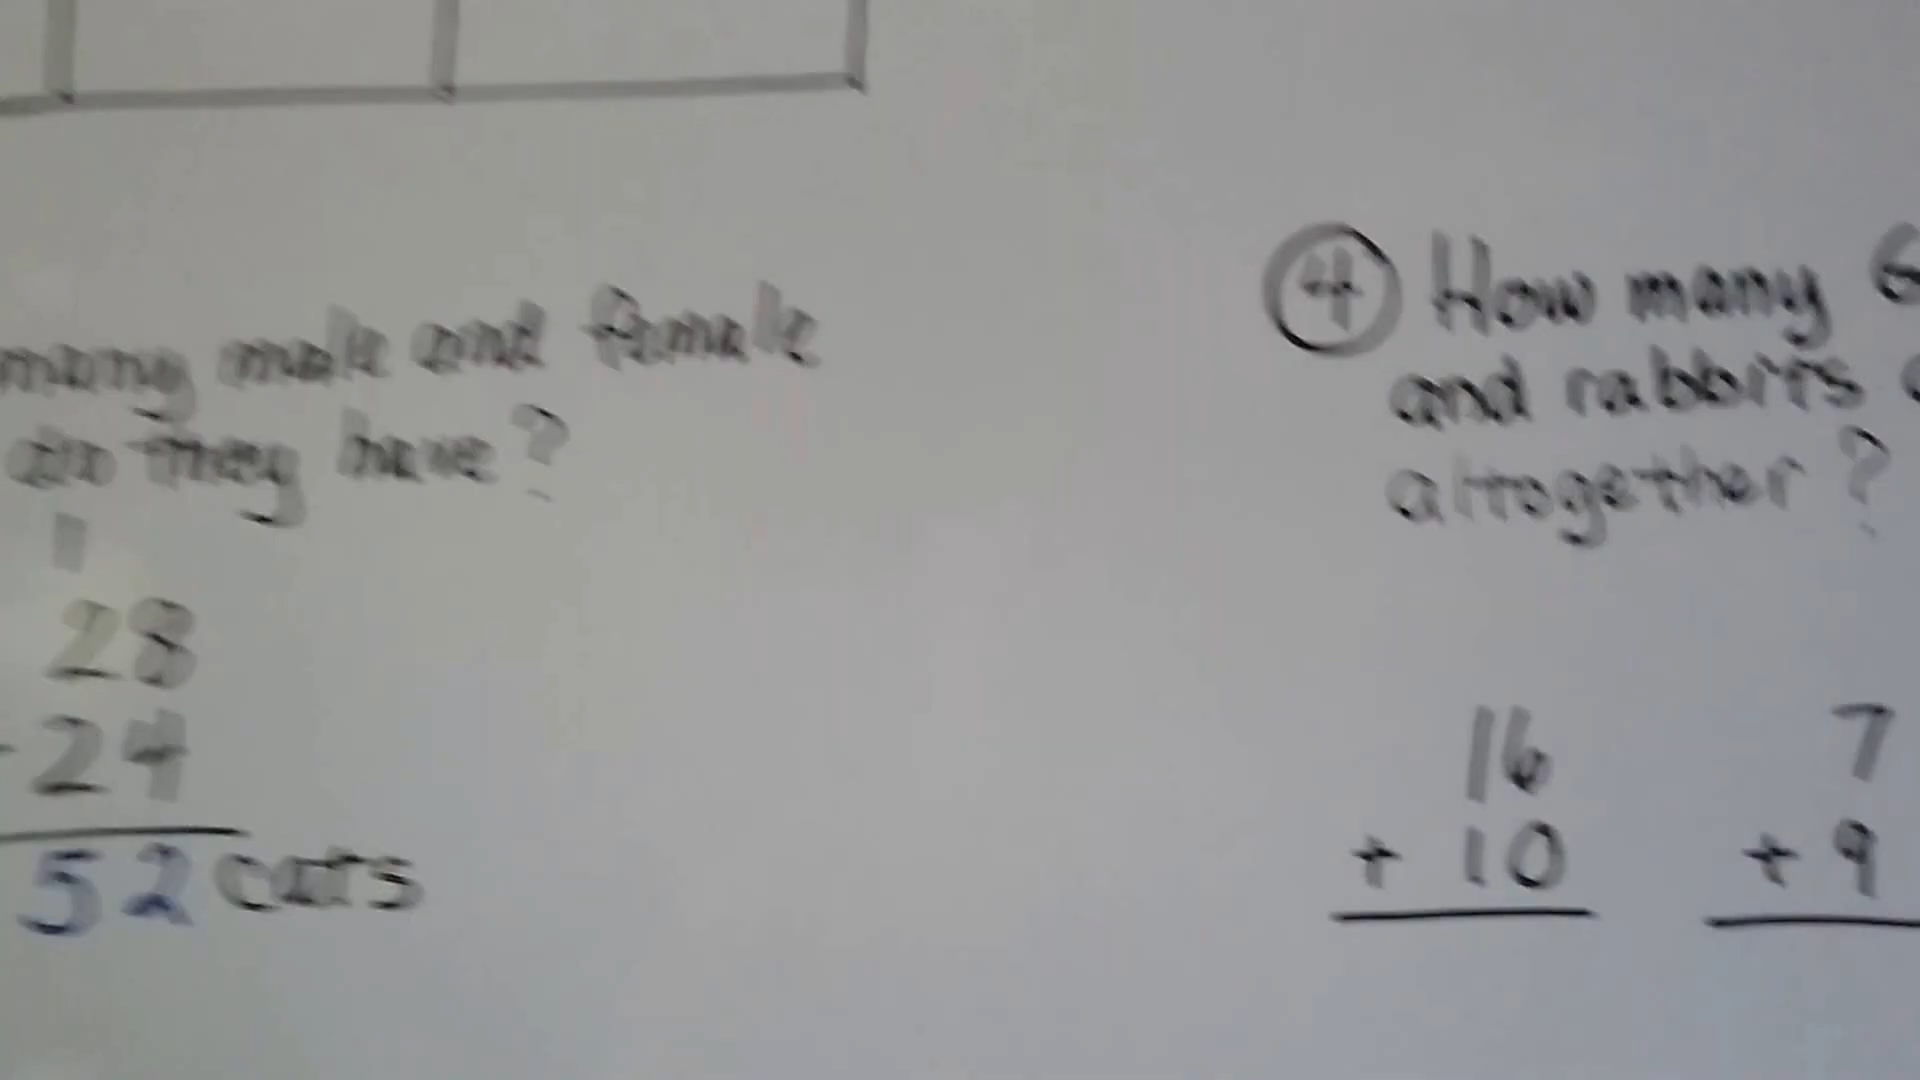 many male and female
do they have?
1
28
24
52 cats
4 How many
and rabbits
altogether?
16 7
+ 10 + 9